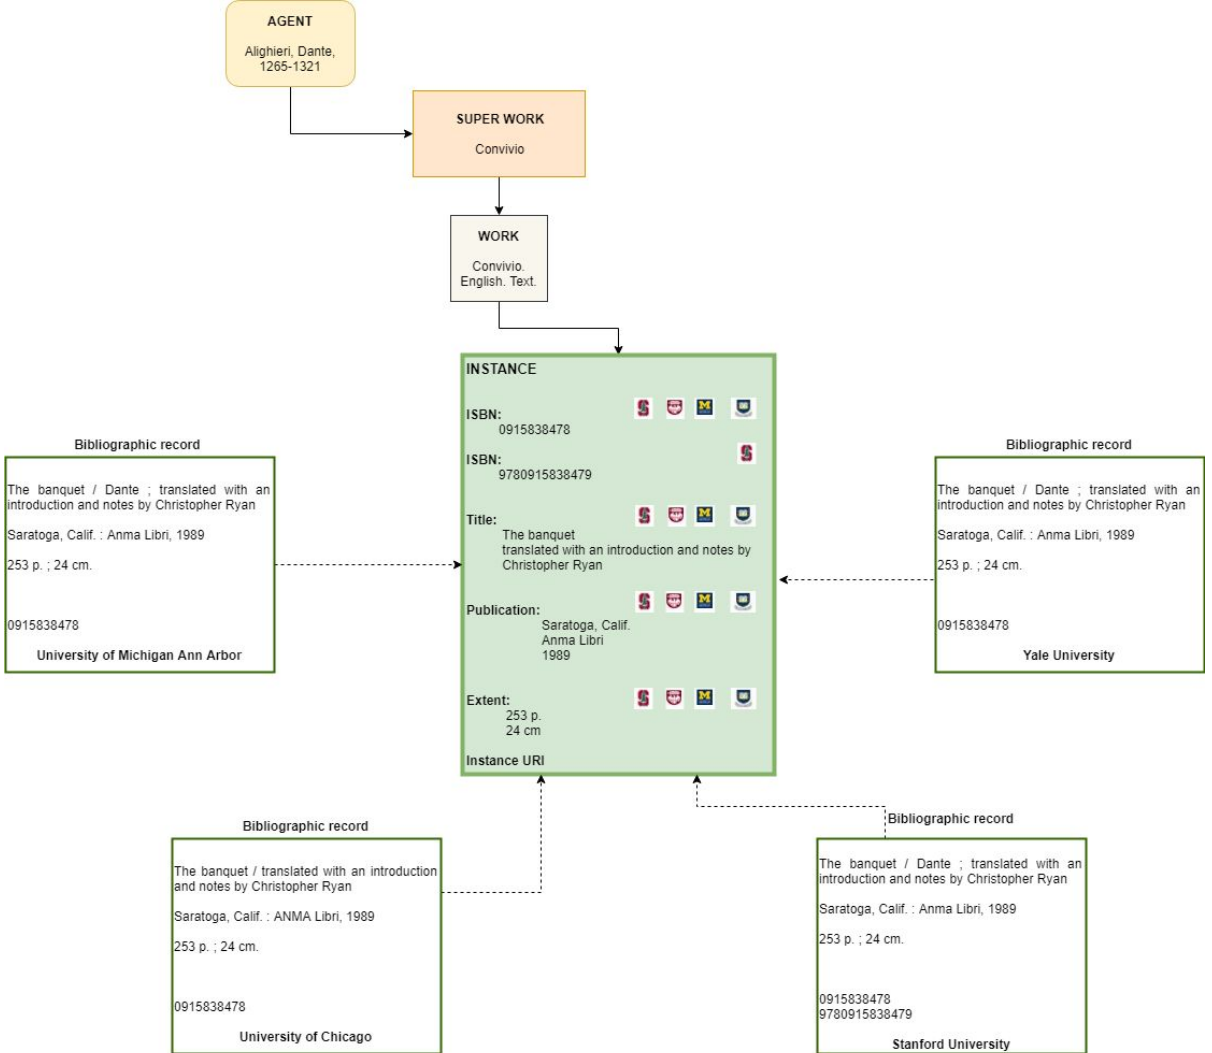 AGENT
Alighieri, Dante,
1265-1321
SUPER WORK
Convivio
WORK
Convivio.
English. Text.
INSTANCE
ISBN:
0915838478
ISBN:
9780915838479
Title:
The banquet
translated with an introduction and notes by
Christopher Ryan
Publication:
Saratoga, Calif.
Anma Libri
1989
Extent:
253 p.
24 cm
Instance URI
Bibliographic record
The banquet / Dante ; translated with an
introduction and notes by Christopher Ryan
Saratoga, Calif. : Anma Libri, 1989
253 p. ; 24 cm.
0915838478
University of Michigan Ann Arbor
Bibliographic record
The banquet / Dante ; translated with an
introduction and notes by Christopher Ryan
Saratoga, Calif. : Anma Libri, 1989
253 p. ; 24 cm.
0915838478
Yale University
Bibliographic record
The banquet / translated with an introduction
and notes by Christopher Ryan
Saratoga, Calif. : ANMA Libri, 1989
253 p. ; 24 cm.
0915838478
University of Chicago
Bibliographic record
The banquet / Dante ; translated with an
introduction and notes by Christopher Ryan
Saratoga, Calif. : Anma Libri, 1989
253 p. ; 24 cm.
0915838478
9780915838479
Stanford University